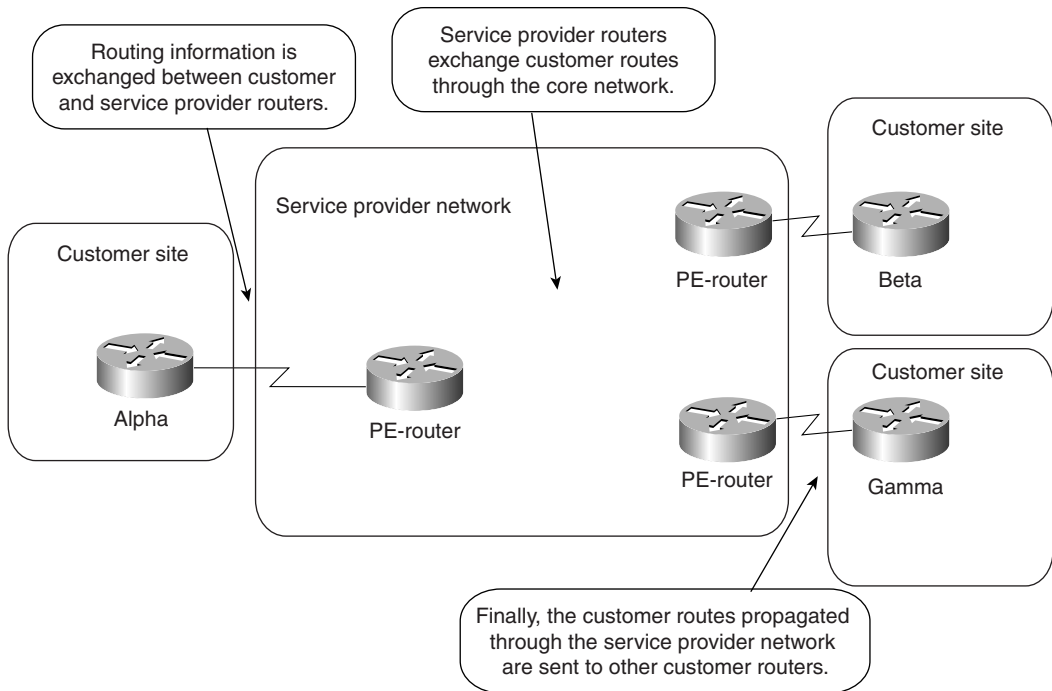 Routing information is
exchanged between customer
and service provider routers.
Service provider routers
exchange customer routes
through the core network.
Customer site
Service provider network
Customer site
PE-router
Beta
Alpha
PE-router
Customer site
PE-router
Gamma
Finally, the customer routes propagated
through the service provider network
are sent to other customer routers.